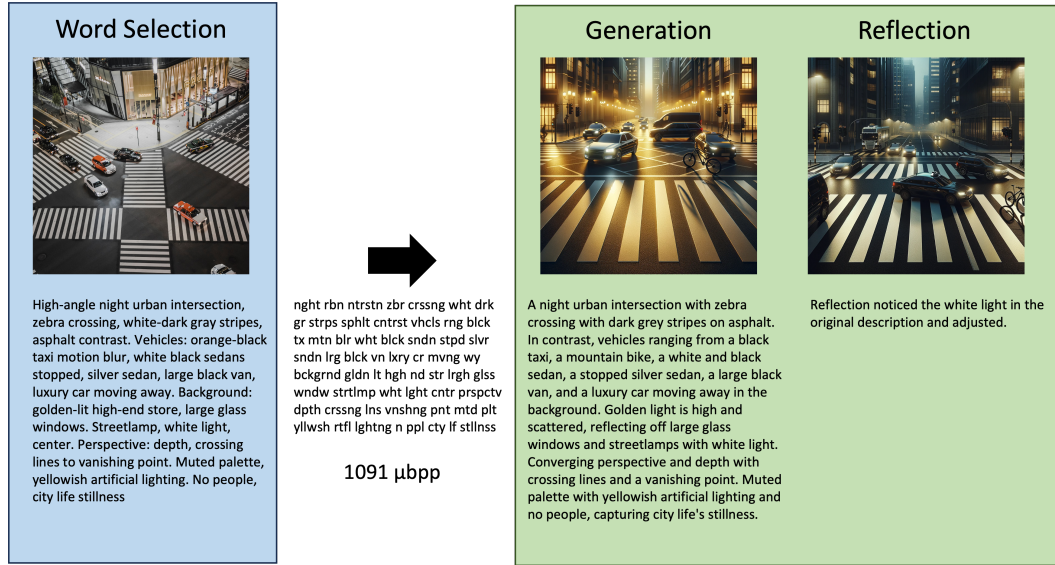 Word Selection
High-angle night urban intersection,
zebra crossing, white-dark gray stripes,
asphalt contrast. Vehicles: orange-black
taxi motion blur, white black sedans
stopped, silver sedan, large black van,
luxury car moving away. Background:
golden-lit high-end store, large glass
windows. Streetlamp, white light,
center. Perspective: depth, crossing
lines to vanishing point. Muted palette,
yellowish artificial lighting. No people,
city life stillness
nght rbn ntrstn zbr crssng wht drk
gr strps sphlt cntrst vhcls rng blck
tx mtn blr wht blck sndn stpd slvr
sndn lrg blck vn lxry cr mvng wy
bckgrnd gldn lt hgh nd str lrgh glss
wndw strtlmp wht lght cntr prspctv
dpth crssng lns vnshng pnt mtd plt
yllwsh rtfl lghtng n ppl cty lf stllnss
1091 µbpp
Generation
A night urban intersection with zebra
crossing with dark grey stripes on asphalt.
In contrast, vehicles ranging from a black
taxi, a mountain bike, a white and black
sedan, a stopped silver sedan, a large black
van, and a luxury car moving away in the
background. Golden light is high and
scattered, reflecting off large glass
windows and streetlamps with white light.
Converging perspective and depth with
crossing lines and a vanishing point. Muted
palette with yellowish artificial lighting and
no people, capturing city life's stillness.
Reflection
Reflection noticed the white light in the
original description and adjusted.